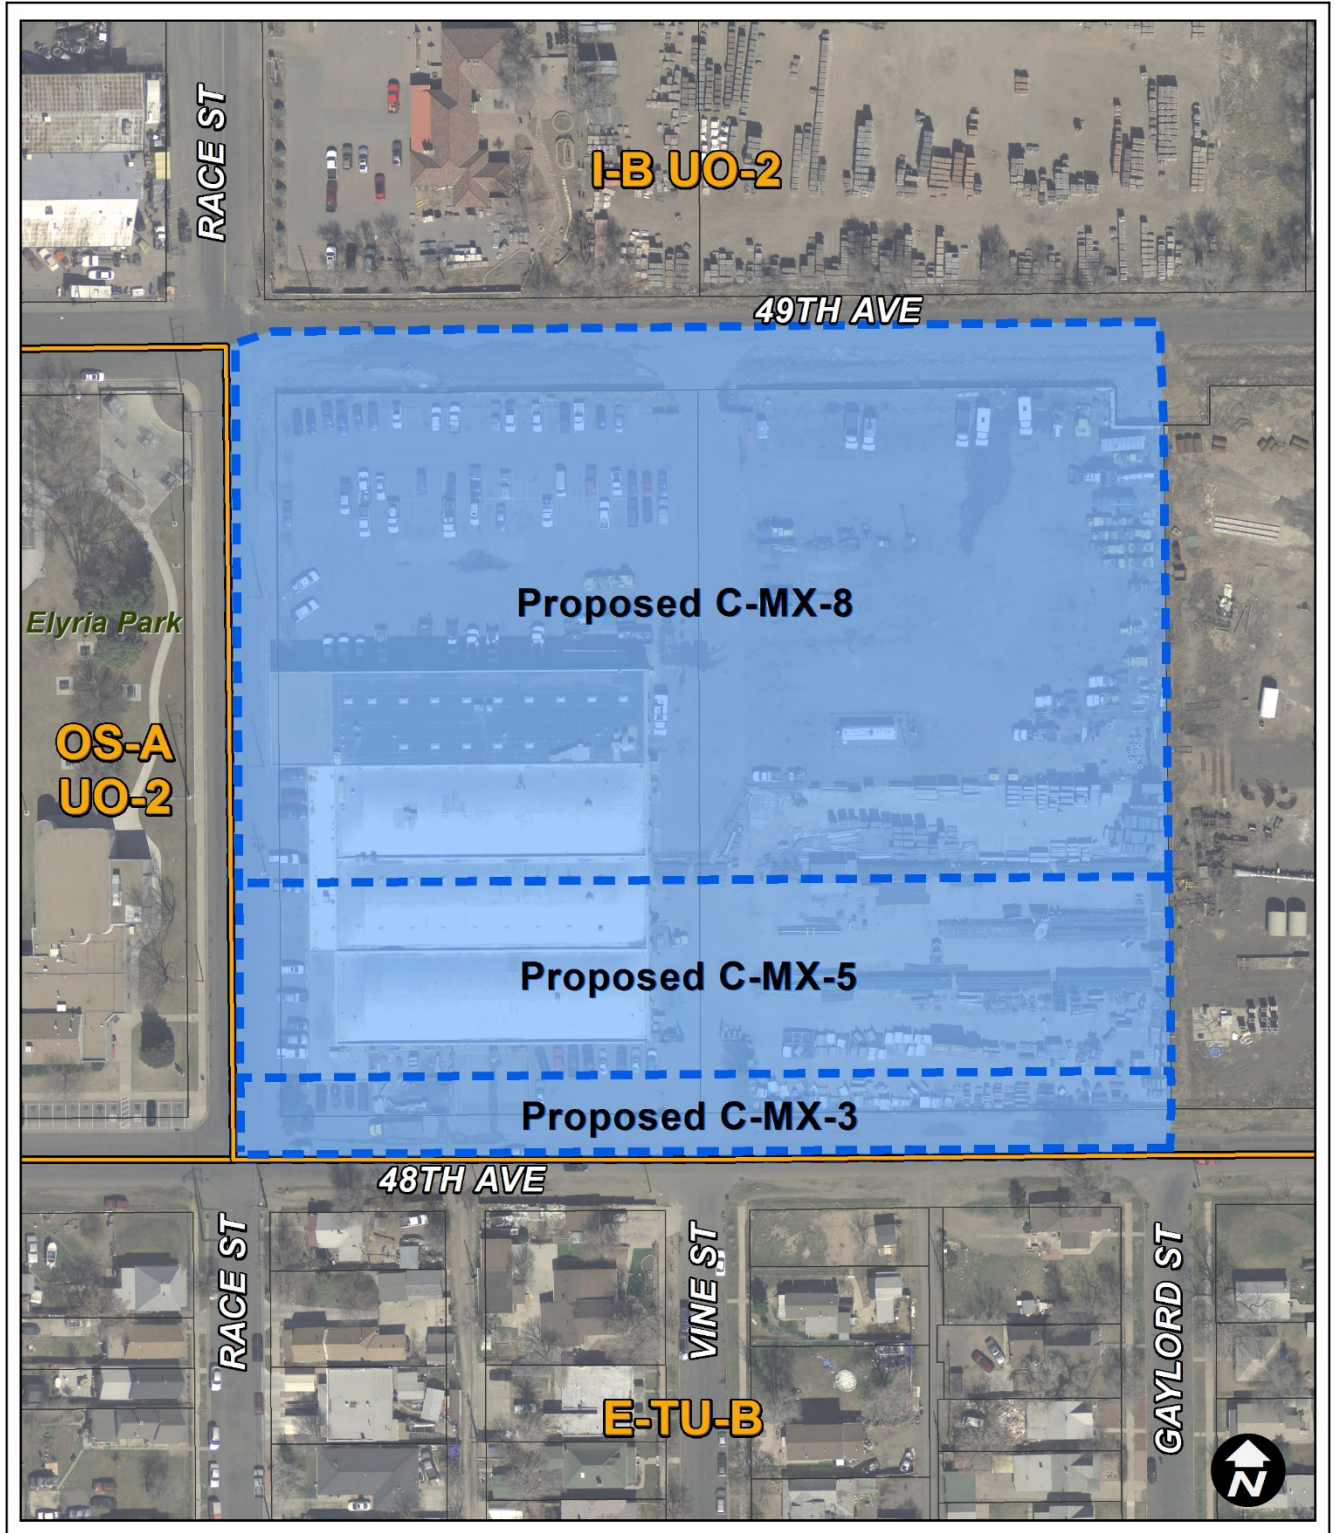 RACE ST
I-B UO-2
49TH AVE
Proposed C-MX-8
Elyria Park
OS-A
UO-2
Proposed C-MX-5
Proposed C-MX-3
48TH AVE
RACE ST
VINE ST
GAYLORD ST
E-TU-B
N